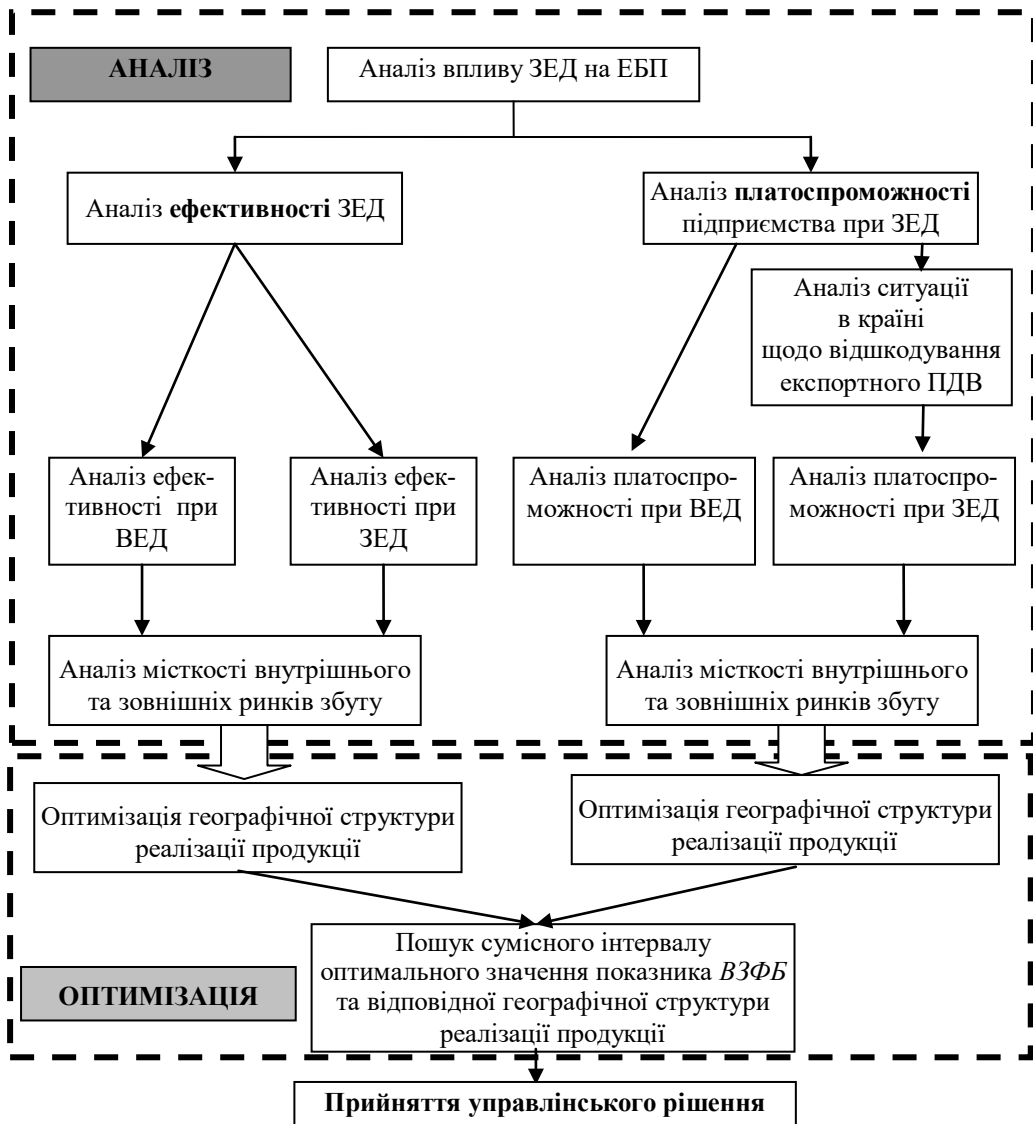 АНАЛІЗ
Аналіз впливу ЗЕД на ЕБП
Аналіз ефективності ЗЕД
Аналіз платоспроможності
підприємства при ЗЕД
Аналіз ситуації
в країні
щодо відшкодування
експортного ПДВ
Аналіз ефек-
тивності при
ВЕД
Аналіз ефек-
тивності при
ЗЕД
Аналіз платоспро-
можності при ВЕД
Аналіз платоспро-
можності при ЗЕД
Аналіз місткості внутрішнього
та зовнішніх ринків збуту
Аналіз місткості внутрішнього
та зовнішніх ринків збуту
Оптимізація географічної структури
реалізації продукції
Оптимізація географічної структури
реалізації продукції
Пошук сумісного інтервалу
оптимального значення показника ВЗФБ
та відповідної географічної структури
реалізації продукції
ОПТИМІЗАЦІЯ
Прийняття управлінського рішення